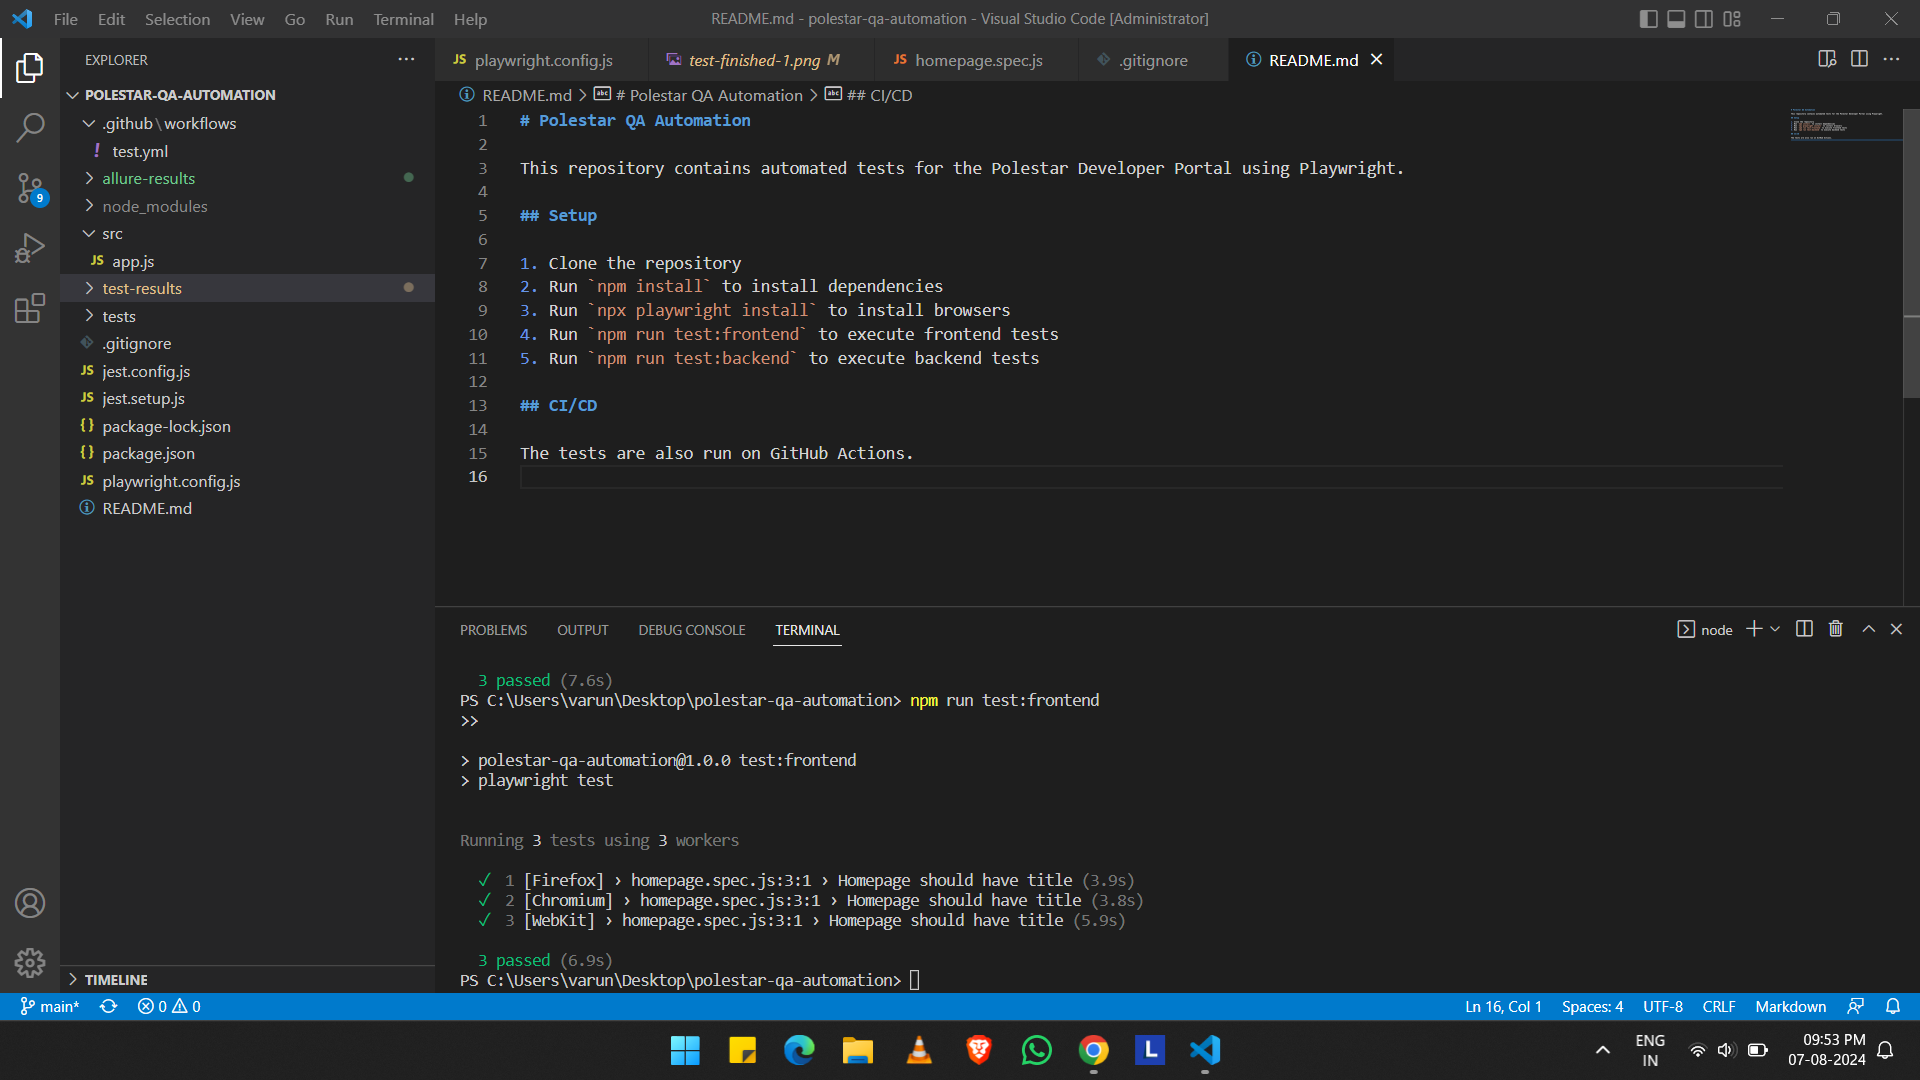 File Edit Selection View Go Run Terminal Help
README.md - polestar-qa-automation - Visual Studio Code [Administrator]
EXPLORER
POLESTAR-QA-AUTOMATION
.github\workflows
! test.yml
allure-results
node_modules
src
JS app.js
test-results
tests
.gitignore
JS jest.config.js
JS jest.setup.js
{} package-lock.json
{} package.json
JS playwright.config.js
README.md
TIMELINE
9
JS playwright.config.js
test-finished-1.png M
JS homepage.spec.js
.gitignore
README.md
README.md > # Polestar QA Automation > ## CI/CD
1 # Polestar QA Automation
2
3 This repository contains automated tests for the Polestar Developer Portal using Playwright.
4
5 ## Setup
6
7 1. Clone the repository
8 2. Run `npm install` to install dependencies
9 3. Run `npx playwright install` to install browsers
10 4. Run `npm run test:frontend` to execute frontend tests
11 5. Run `npm run test:backend` to execute backend tests
12
13 ## CI/CD
14
15 The tests are also run on GitHub Actions.
16
PROBLEMS OUTPUT DEBUG CONSOLE TERMINAL
node
3 passed (7.6s)
PS C:\Users\varun\Desktop\polestar-qa-automation> npm run test:frontend
>>
> polestar-qa-automation@1.0.0 test:frontend
> playwright test
Running 3 tests using 3 workers
✓ 1 [Firefox] › homepage.spec.js:3:1 › Homepage should have title (3.9s)
✓ 2 [Chromium] › homepage.spec.js:3:1 › Homepage should have title (3.8s)
✓ 3 [WebKit] › homepage.spec.js:3:1 › Homepage should have title (5.9s)
3 passed (6.9s)
PS C:\Users\varun\Desktop\polestar-qa-automation>
main* 0 0
Ln 16, Col 1 Spaces: 4 UTF-8 CRLF Markdown
L
ENG
IN
09:53 PM
07-08-2024